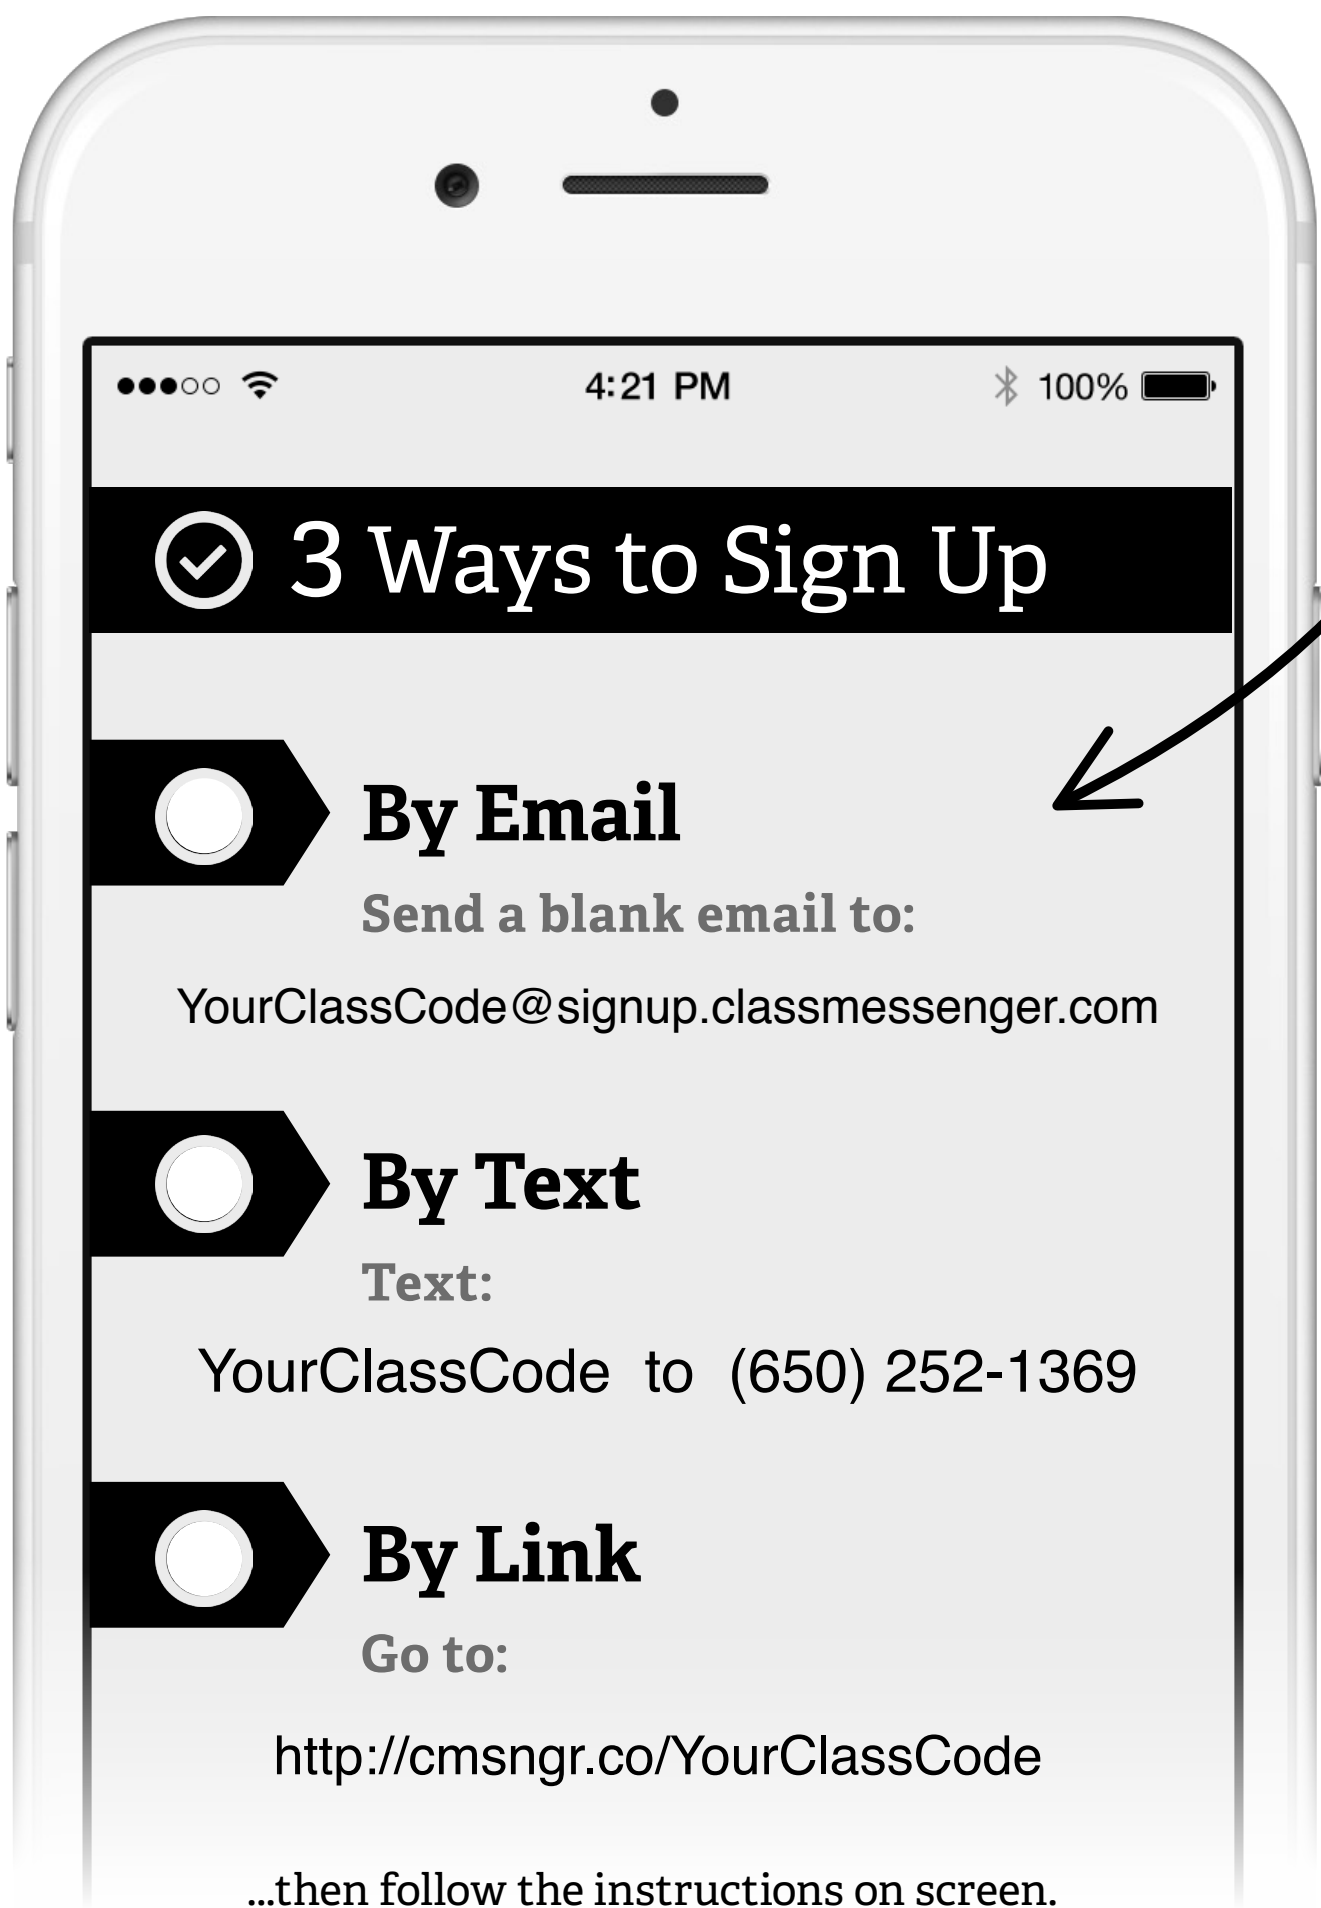 4:21 PM 100%
3 Ways to Sign Up
By Email
Send a blank email to:
YourClassCode@signup.classmessenger.com
By Text
Text:
YourClassCode to (650) 252-1369
By Link
Go to:
http://cmsngr.co/YourClassCode
...then follow the instructions on screen.